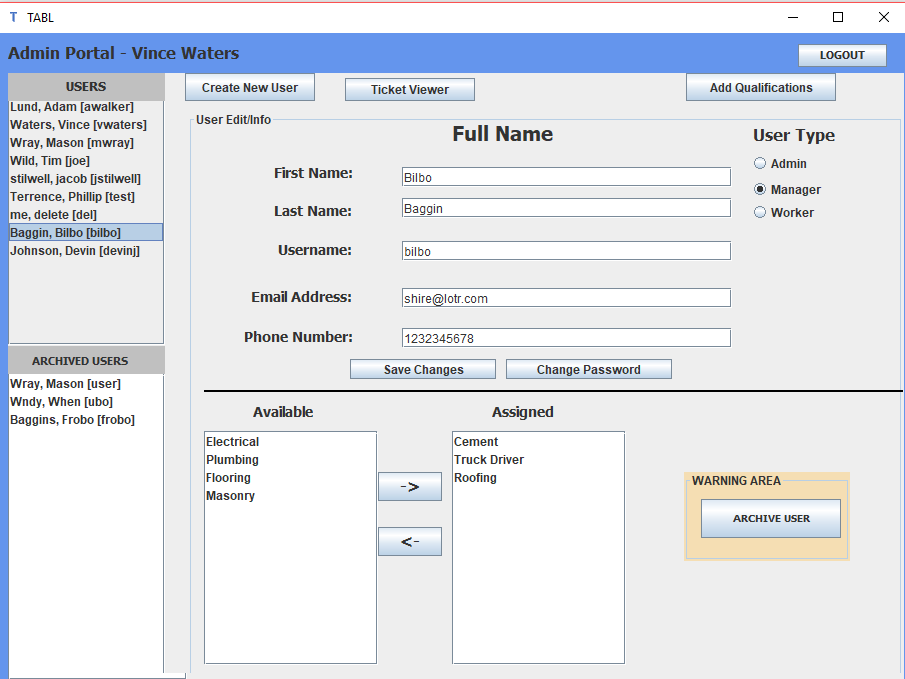 T TABL
Admin Portal - Vince Waters
LOGOUT
USERS
Lund, Adam [awalker]
Waters, Vince [vwaters]
Wray, Mason [mwray]
Wild, Tim [joe]
stilwell, jacob [jstilwell]
Terrence, Phillip [test]
me, delete [del]
Baggin, Bilbo [bilbo]
Johnson, Devin [devinj]
ARCHIVED USERS
Wray, Mason [user]
Wndy, When [ubo]
Baggins, Frobo [frobo]
Create New User
Ticket Viewer
Add Qualifications
User Edit/Info
Full Name
First Name: Bilbo
Last Name: Baggin
Username: bilbo
Email Address: shire@lotr.com
Phone Number: 1232345678
User Type
Admin
Manager
Worker
Save Changes
Change Password
Available
Electrical
Plumbing
Flooring
Masonry
->
<-
Assigned
Cement
Truck Driver
Roofing
WARNING AREA
ARCHIVE USER